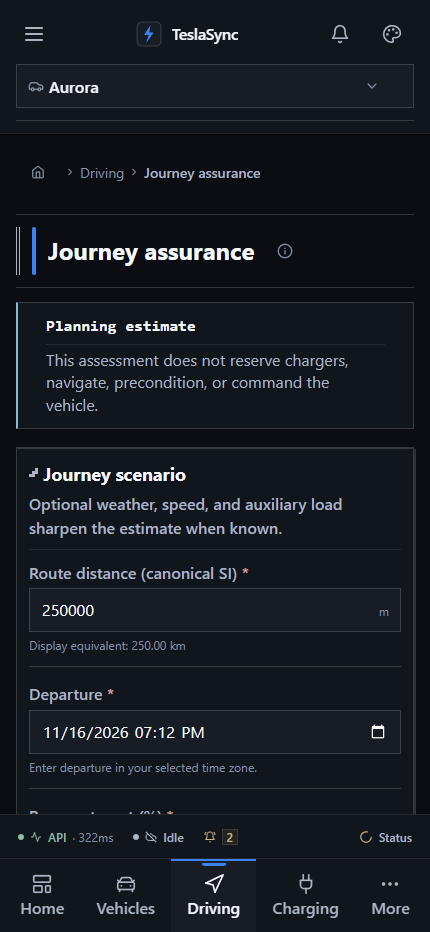 TeslaSync
Aurora
Driving
Journey assurance
Journey assurance
Planning estimate
This assessment does not reserve chargers,
navigate, precondition, or command the
vehicle.
Journey scenario
Optional weather, speed, and auxiliary load
sharpen the estimate when known.
Route distance (canonical SI) *
250000 m
Display equivalent: 250.00 km
Departure *
11/16/2026 07:12 PM
Enter departure in your selected time zone.
API · 322ms Idle 2 Status
Home Vehicles Driving Charging More